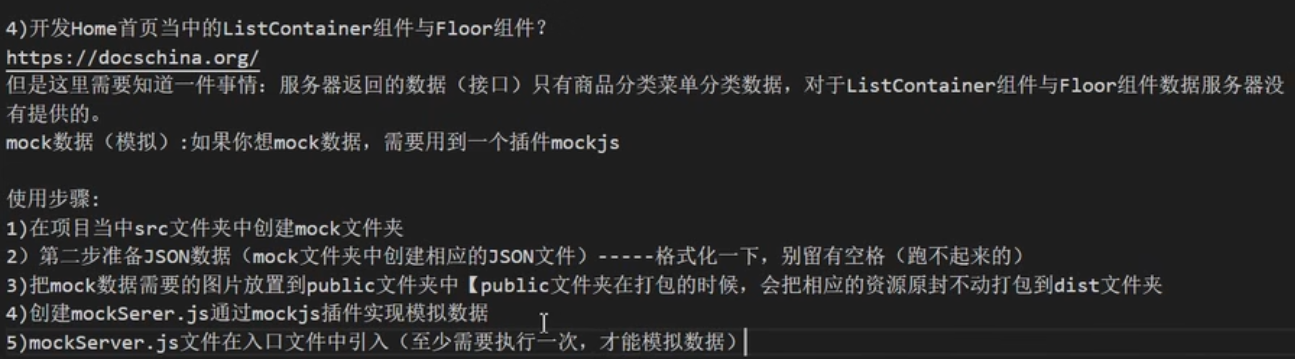 4)开发Home首页当中的ListContainer组件与Floor组件？
https://docschina.org/
但是这里需要知道一件事情：服务器返回的数据（接口）只有商品分类菜单分类数据，对于ListContainer组件与Floor组件数据服务器没
有提供的。
mock数据（模拟）:如果你想mock数据，需要用到一个插件mockjs
使用步骤：
1)在项目当中src文件夹中创建mock文件夹
2）第二步准备JSON数据（mock文件夹中创建相应的JSON文件）-----格式化一下，别留有空格（跑不起来的）
3)把mock数据需要的图片放置到public文件夹中【public文件夹在打包的时候，会把相应的资源原封不动打包到dist文件夹
4)创建mockSerer.js通过mockjs插件实现模拟数据
5)mockServer.js文件在入口文件中引入（至少需要执行一次，才能模拟数据）